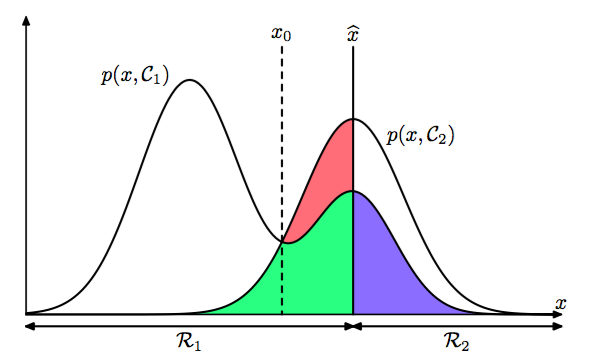 x₀
x̂
p(x, 𝒞₁)
p(x, 𝒞₂)
x
ℛ₁
ℛ₂